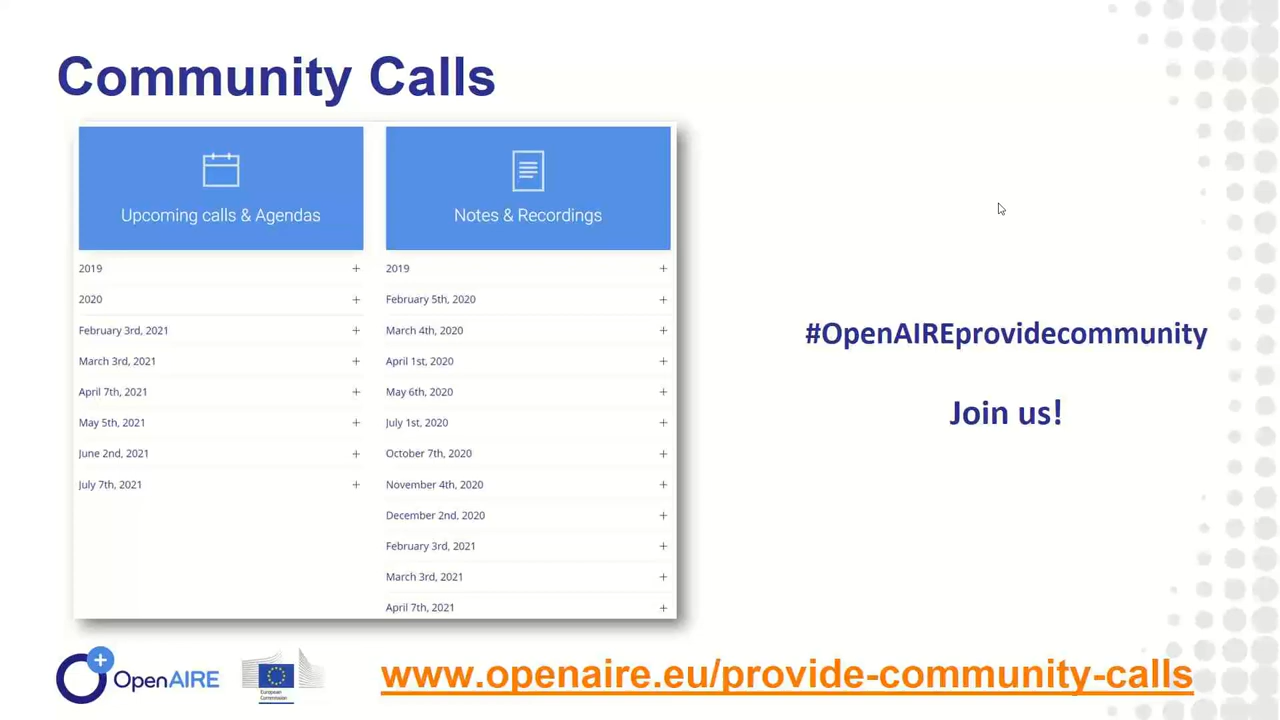 Community Calls
Upcoming calls & Agendas
2019
2020
February 3rd, 2021
March 3rd, 2021
April 7th, 2021
May 5th, 2021
June 2nd, 2021
July 7th, 2021
Notes & Recordings
2019
February 5th, 2020
March 4th, 2020
April 1st, 2020
May 6th, 2020
July 1st, 2020
October 7th, 2020
November 4th, 2020
December 2nd, 2020
February 3rd, 2021
March 3rd, 2021
April 7th, 2021
#OpenAIREprovidecommunity
Join us!
OpenAIRE
European
Commission
www.openaire.eu/provide-community-calls